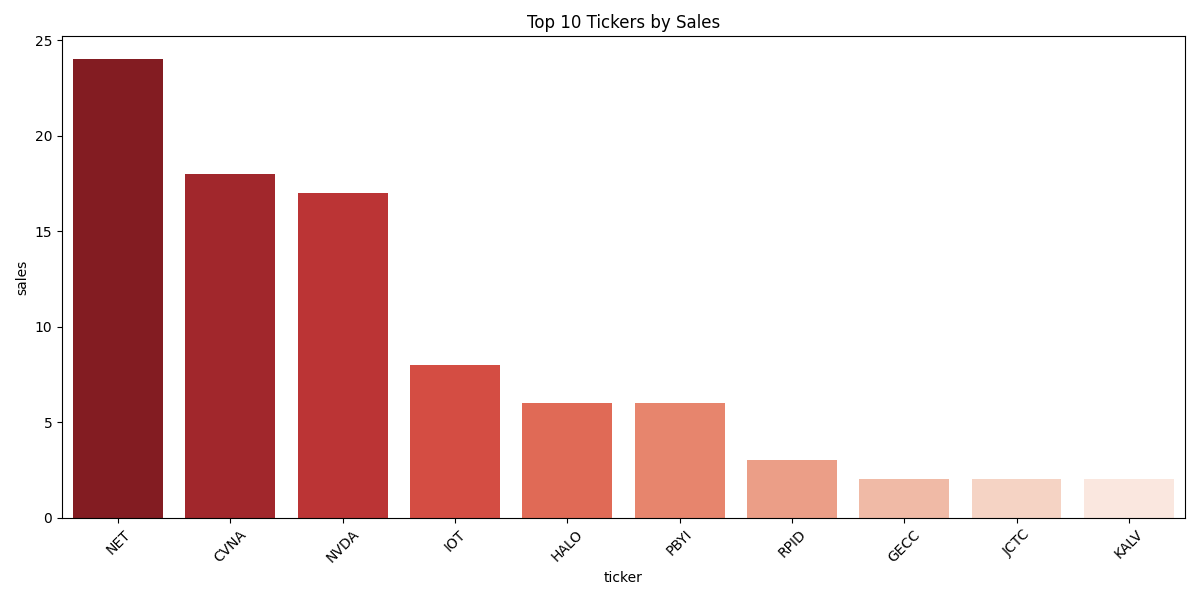 Top 10 Tickers by Sales
25
20
15
10
5
0
sales
NET CVNA NVDA IOT HALO PBYI RPID GECC JCTC KALV
ticker